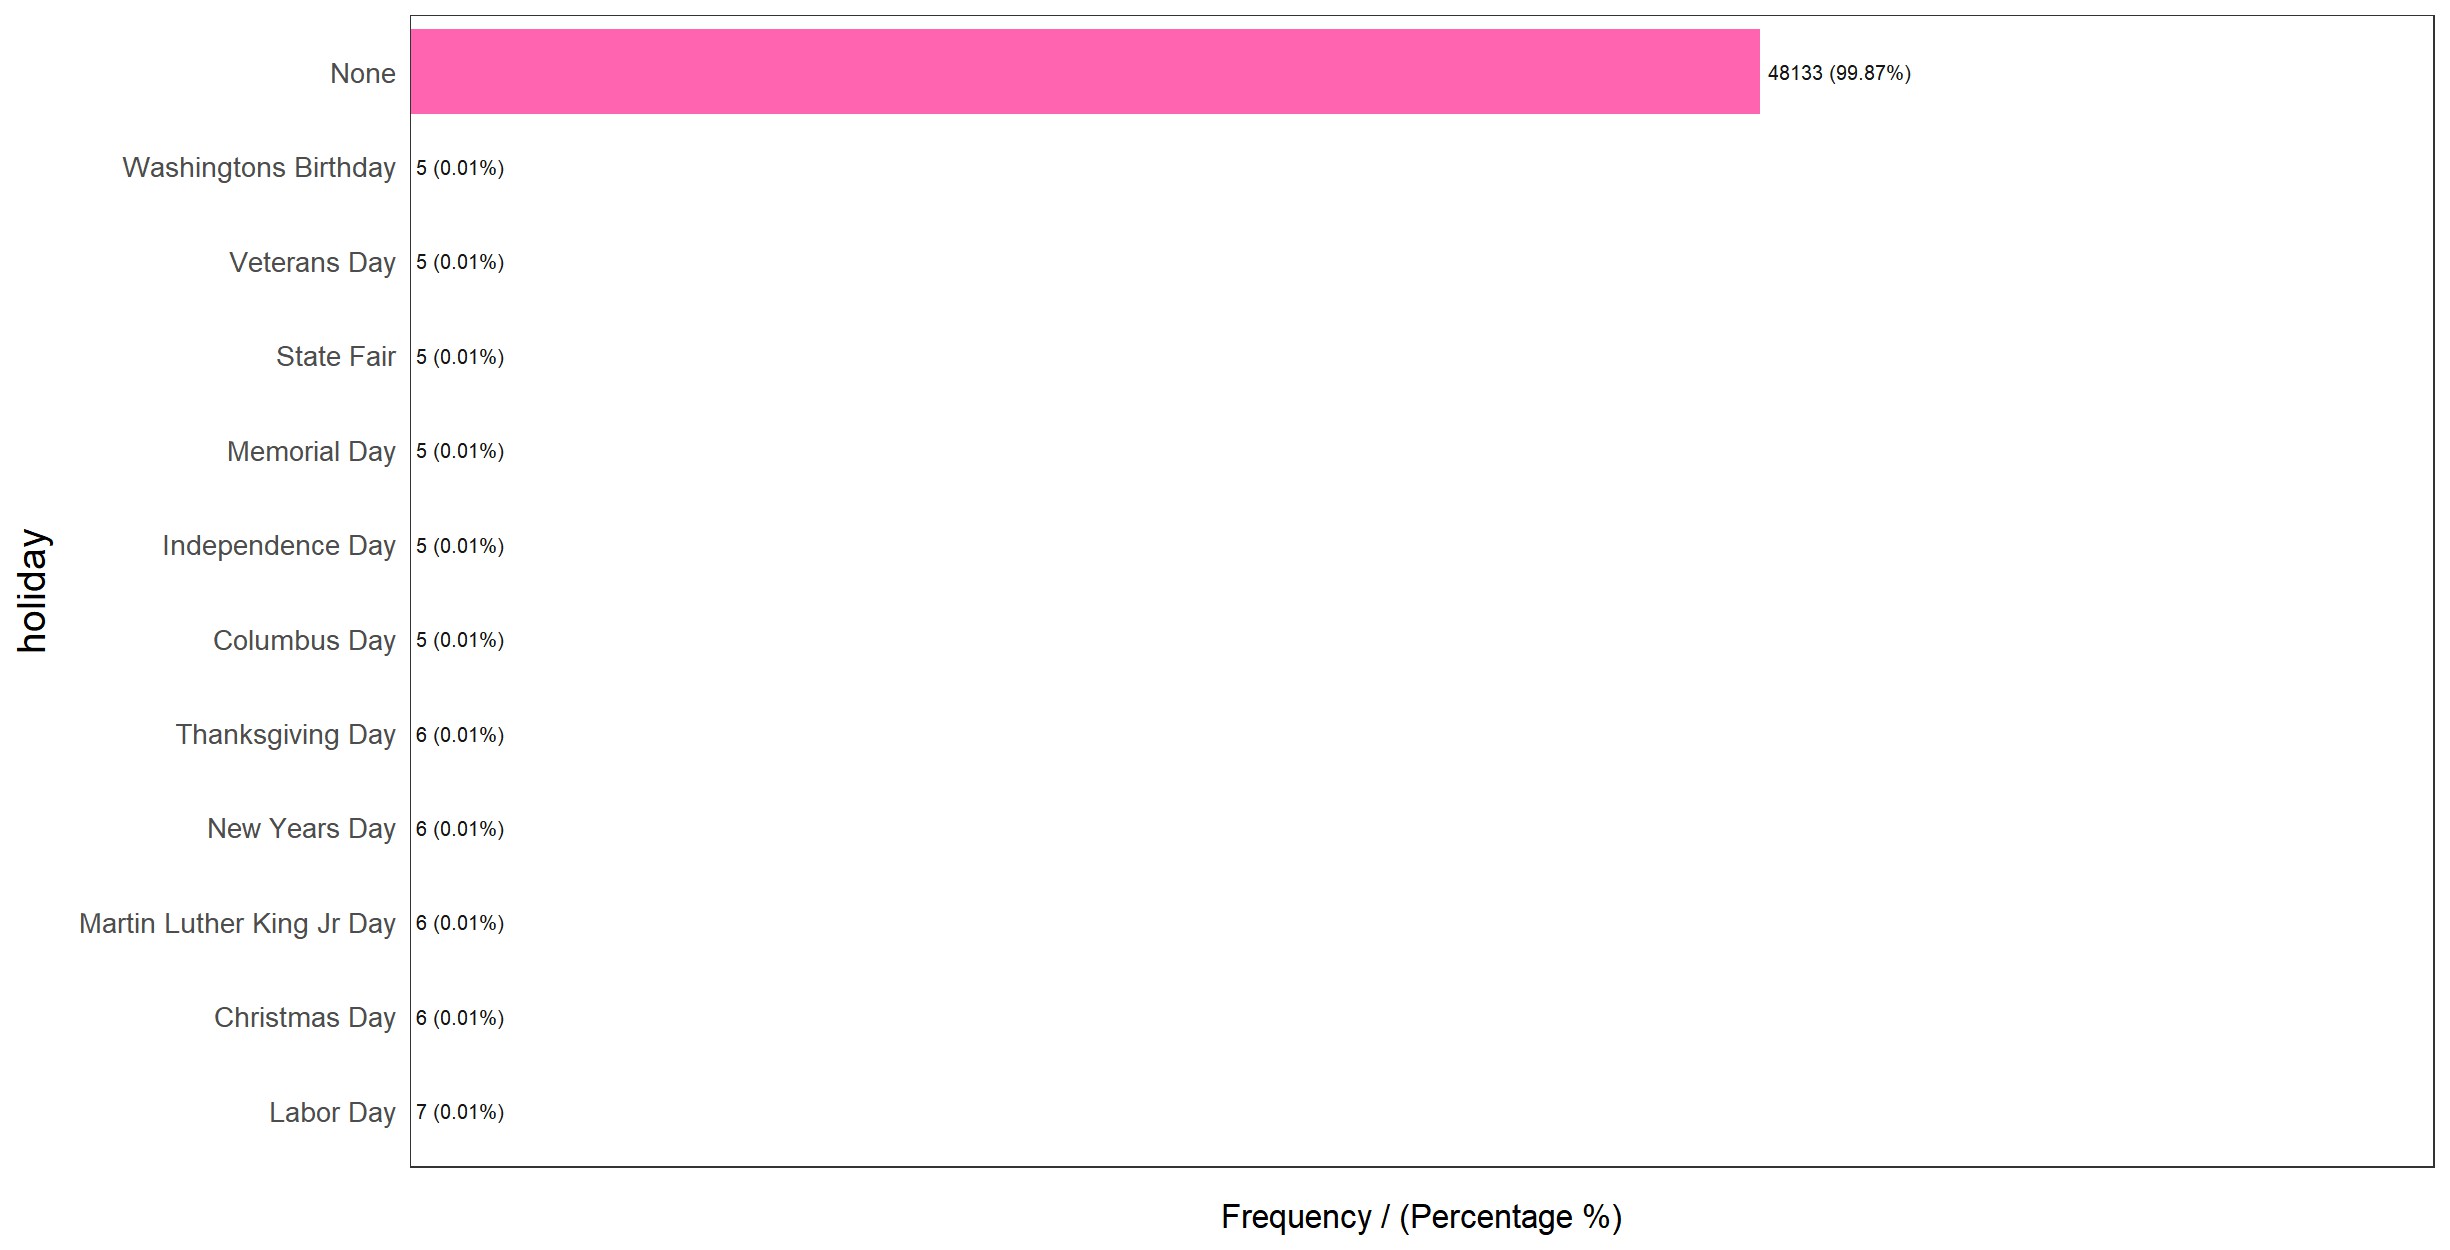 None 48133 (99.87%)
Washingtons Birthday 5 (0.01%)
Veterans Day 5 (0.01%)
State Fair 5 (0.01%)
Memorial Day 5 (0.01%)
Independence Day 5 (0.01%)
Columbus Day 5 (0.01%)
Thanksgiving Day 6 (0.01%)
New Years Day 6 (0.01%)
Martin Luther King Jr Day 6 (0.01%)
Christmas Day 6 (0.01%)
Labor Day 7 (0.01%)
holiday
Frequency / (Percentage %)